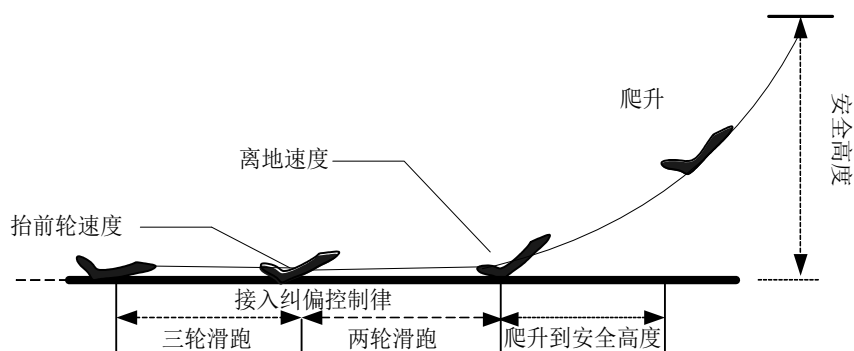 爬升
安全高度
离地速度
抬前轮速度
接入纠偏控制律
三轮滑跑
两轮滑跑
爬升到安全高度